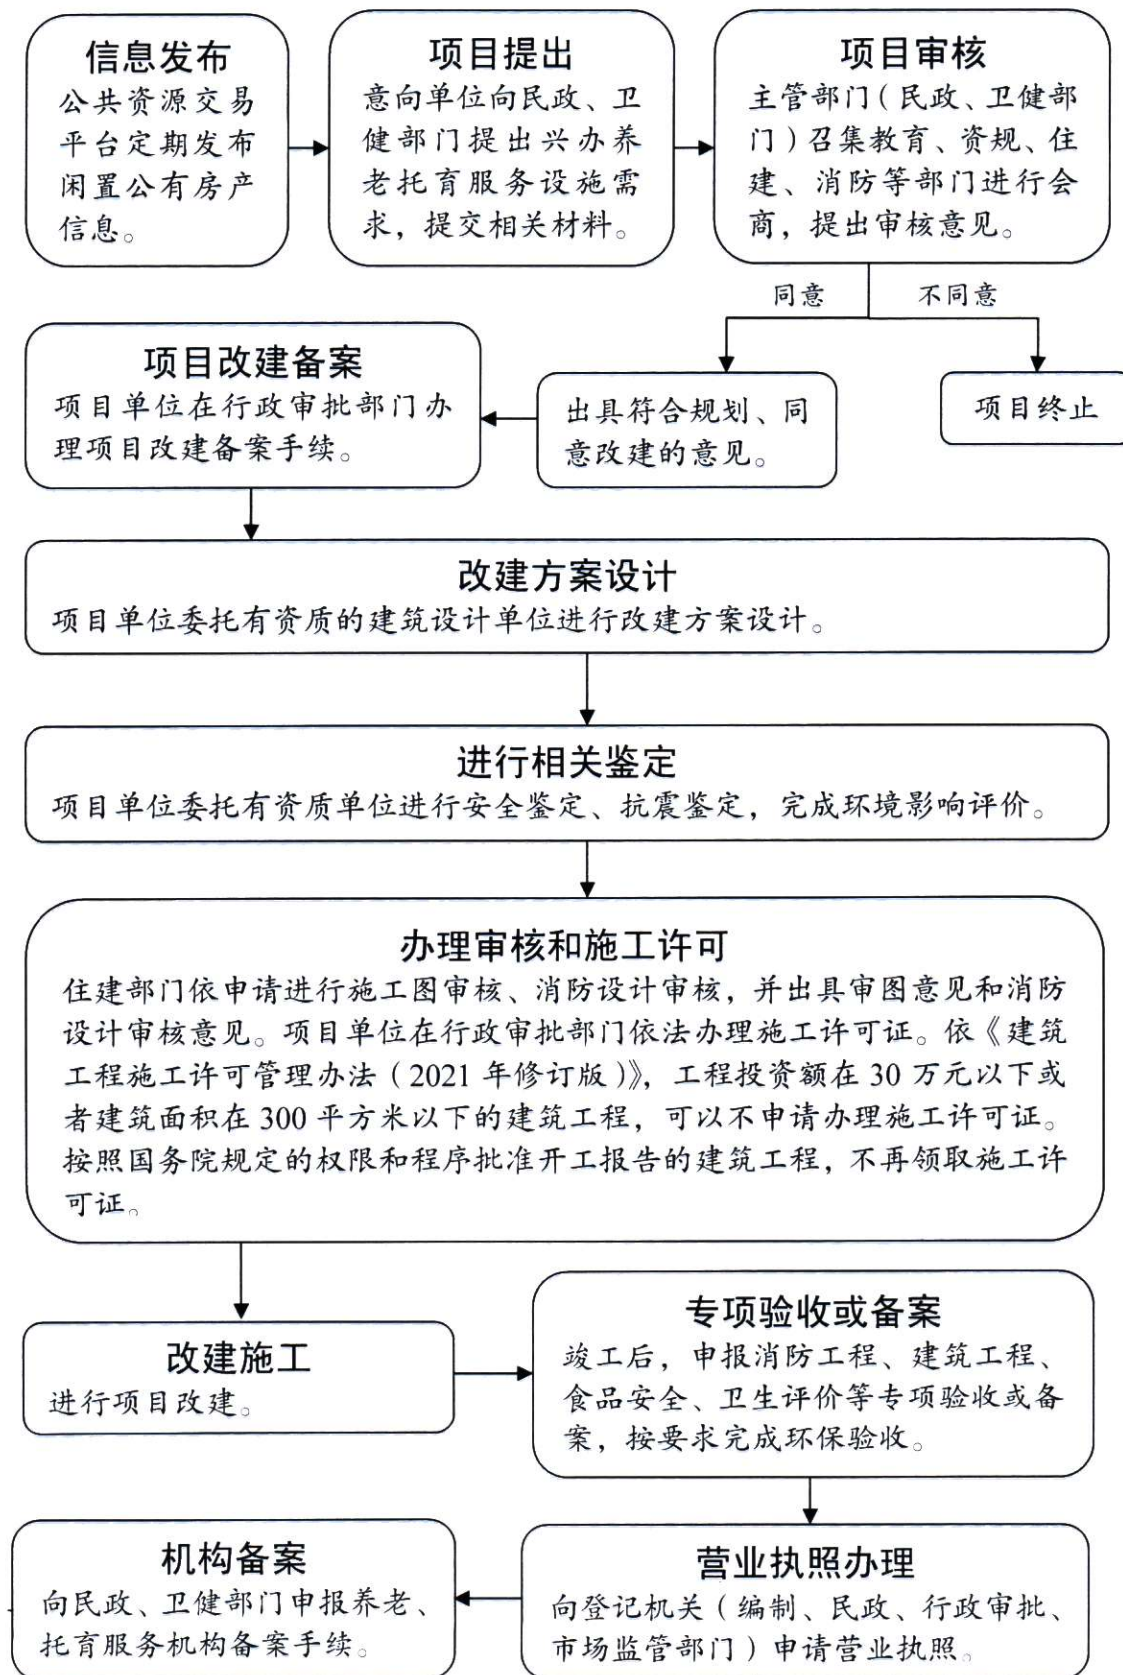 信息发布
公共资源交易
平台定期发布
闲置公有房产
信息。
项目提出
意向单位向民政、卫
健部门提出兴办养
老托育服务设施需
求，提交相关材料。
项目审核
主管部门（民政、卫健部
门）召集教育、资规、住
建、消防等部门进行会
商，提出审核意见。
同意
不同意
项目改建备案
项目单位在行政审批部门办
理项目改建备案手续。
出具符合规划、同
意改建的意见。
项目终止
改建方案设计
项目单位委托有资质的建筑设计单位进行改建方案设计。
进行相关鉴定
项目单位委托有资质单位进行安全鉴定、抗震鉴定，完成环境影响评价。
办理审核和施工许可
住建部门依申请进行施工图审核、消防设计审核，并出具审图意见和消防
设计审核意见。项目单位在行政审批部门依法办理施工许可证。依《建筑
工程施工许可管理办法（2021 年修订版）》，工程投资额在 30 万元以下或
者建筑面积在 300 平方米以下的建筑工程，可以不申请办理施工许可证。
按照国务院规定的权限和程序批准开工报告的建筑工程，不再领取施工许
可证。
改建施工
进行项目改建。
专项验收或备案
竣工后，申报消防工程、建筑工程、
食品安全、卫生评价等专项验收或备
案，按要求完成环保验收。
机构备案
向民政、卫健部门申报养老、
托育服务机构备案手续。
营业执照办理
向登记机关（编制、民政、行政审批、
市场监管部门）申请营业执照。